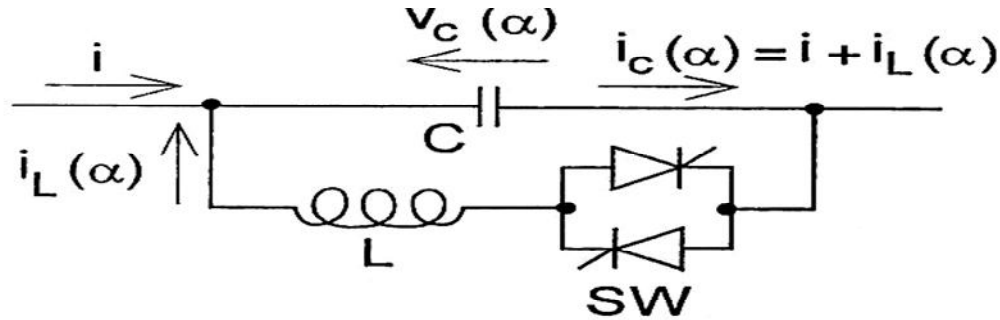 v_c (α)
i
i_c (α) = i + i_L (α)
C
i_L (α)
L
SW